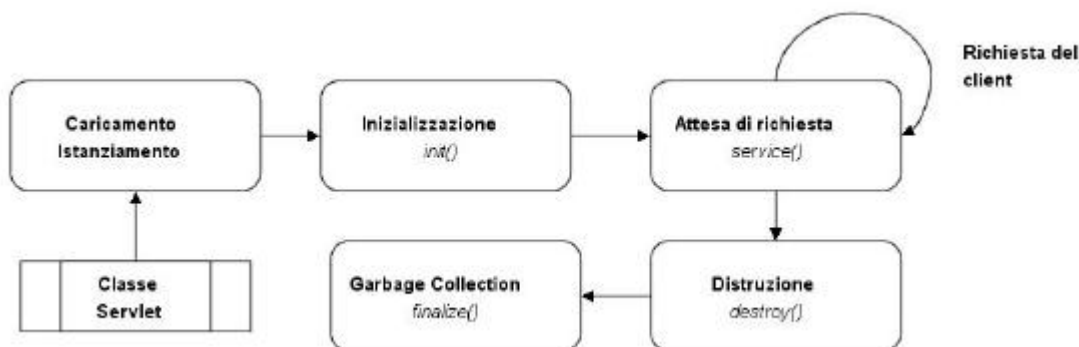 Richiesta del
client
Caricamento
Istanziamento
Inizializzazione
init()
Attesa di richiesta
service()
Classe
Servlet
Garbage Collection
finalize()
Distruzione
destroy()